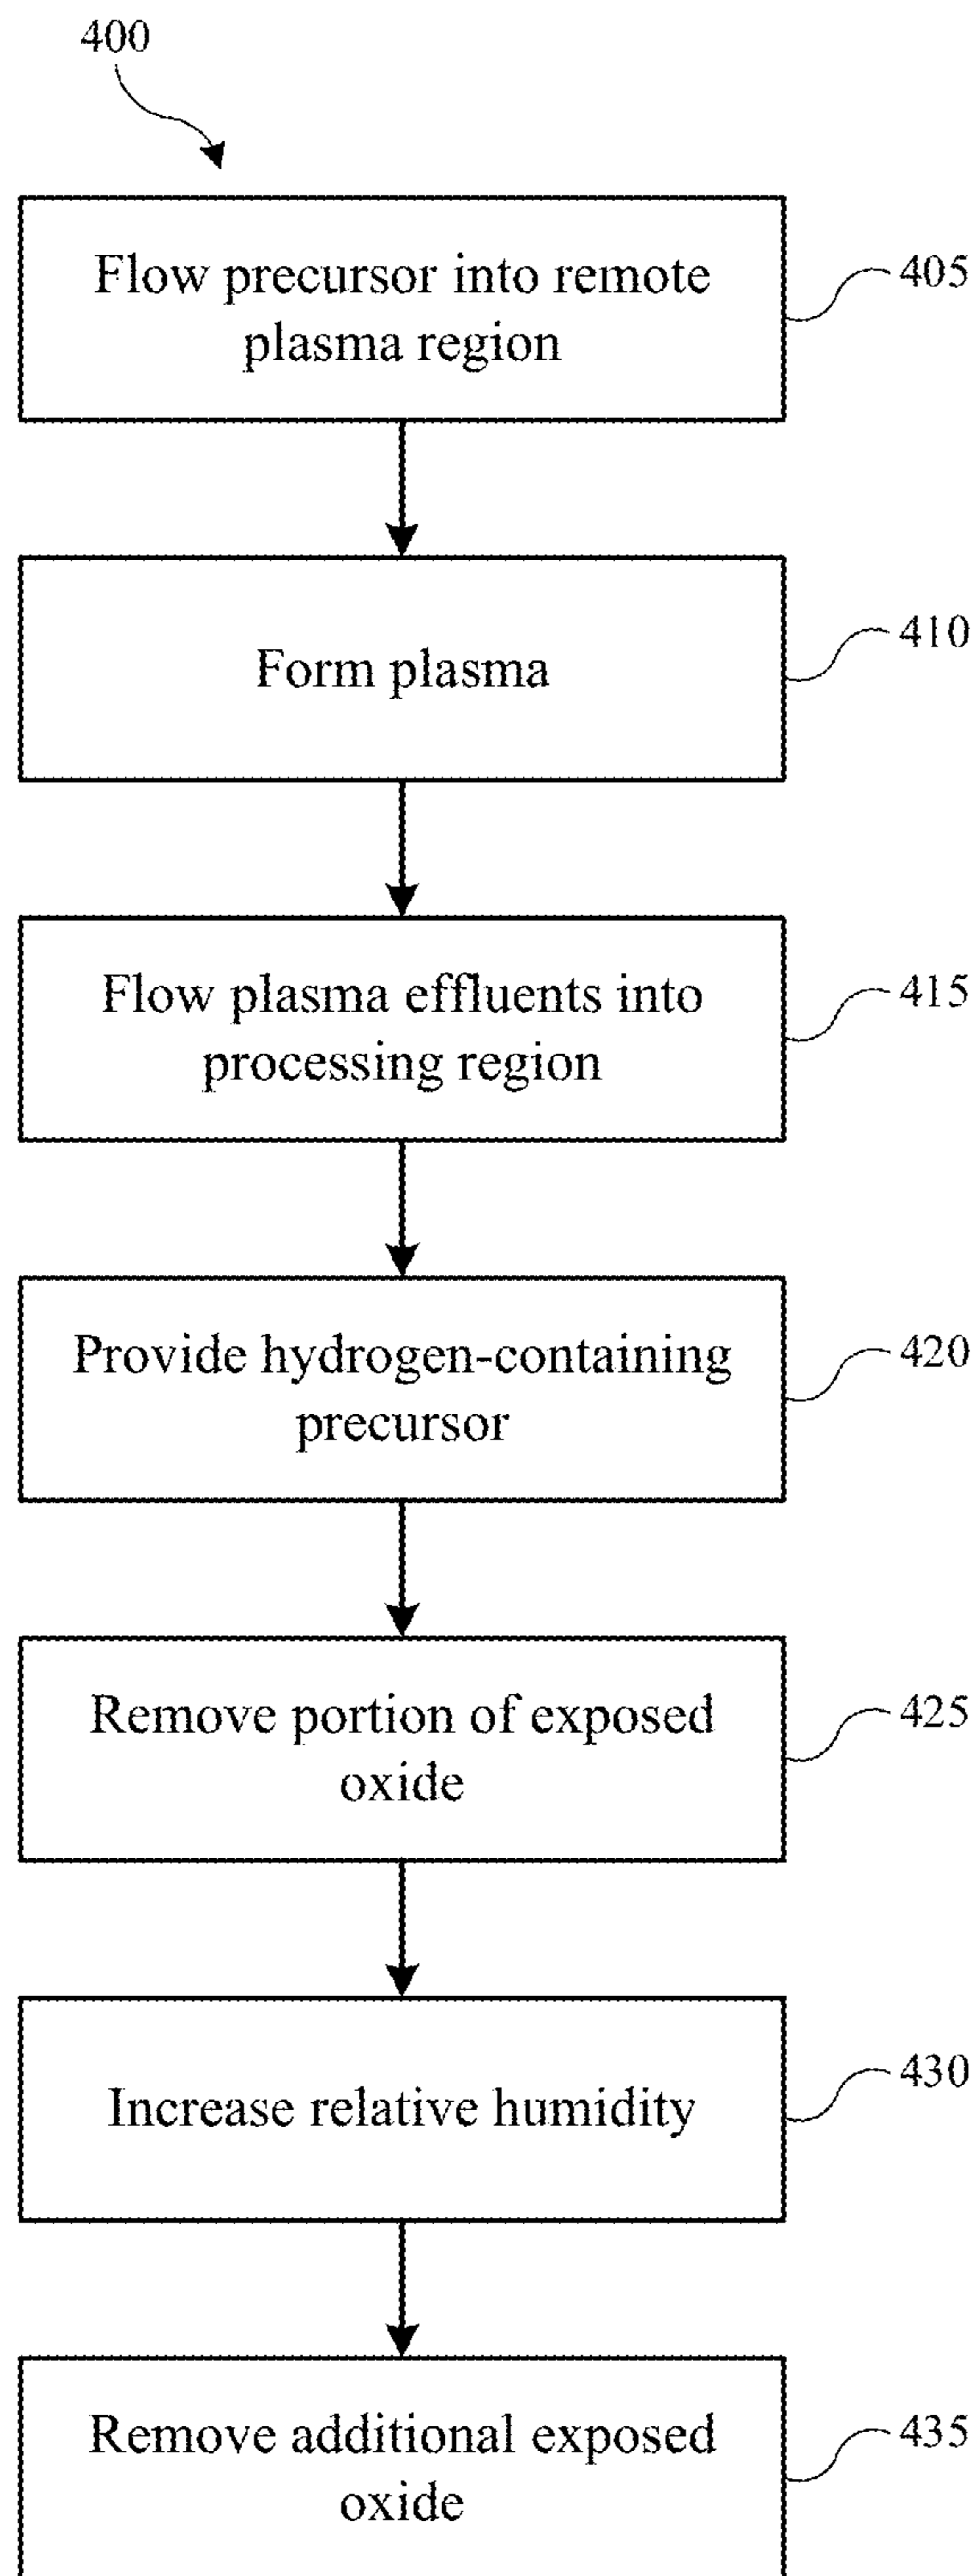 400
Flow precursor into remote
plasma region
405
Form plasma
410
Flow plasma effluents into
processing region
415
Provide hydrogen-containing
precursor
420
Remove portion of exposed
oxide
425
Increase relative humidity
430
Remove additional exposed
oxide
435